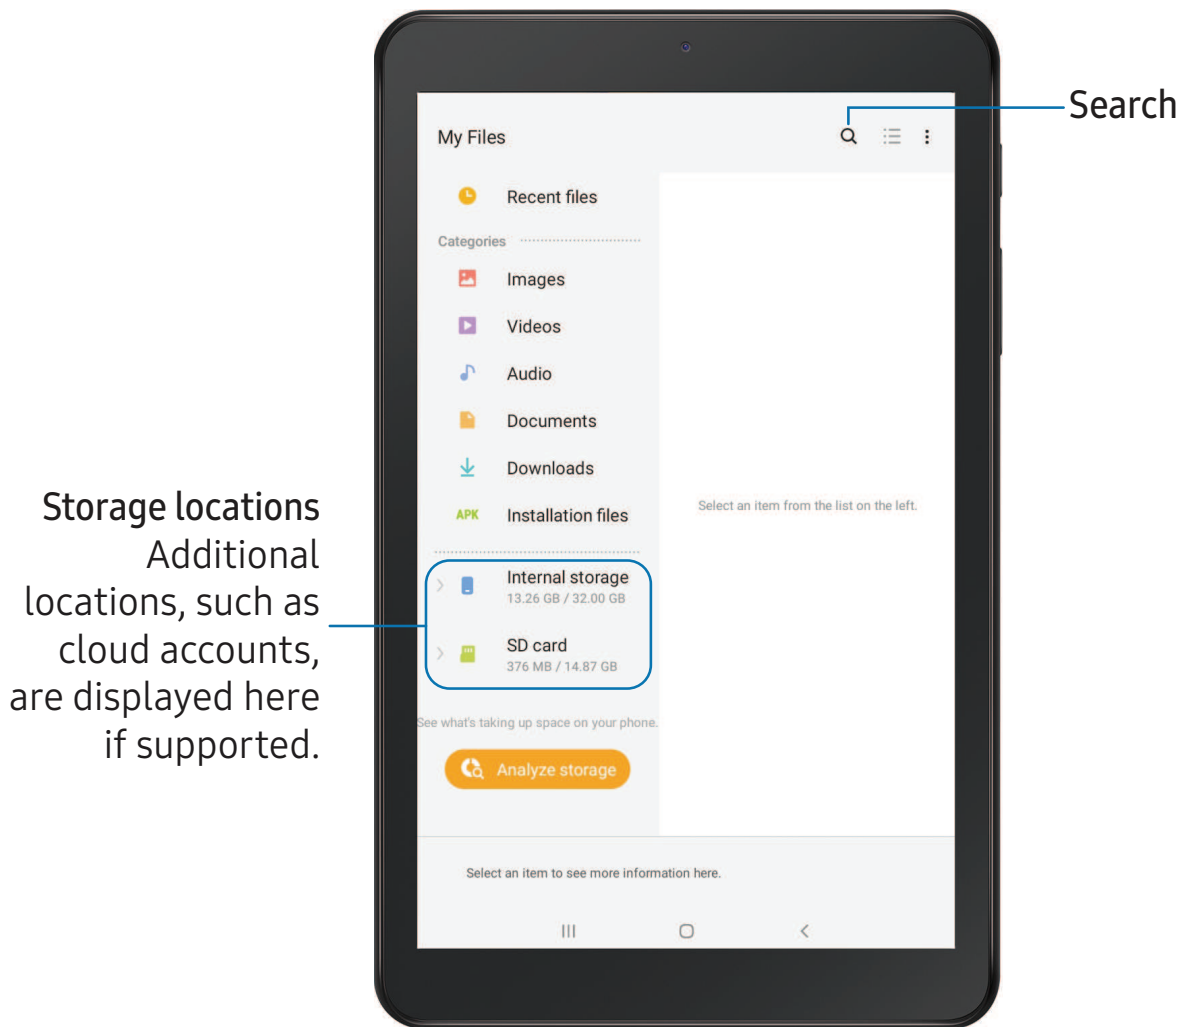 Search
My Files
Recent files
Categories
Images
Videos
Audio
Documents
Downloads
APK Installation files
Select an item from the list on the left.
Storage locations
Additional
locations, such as
cloud accounts,
are displayed here
if supported.
Internal storage
13.26 GB / 32.00 GB
SD card
376 MB / 14.87 GB
See what's taking up space on your phone.
Analyze storage
Select an item to see more information here.